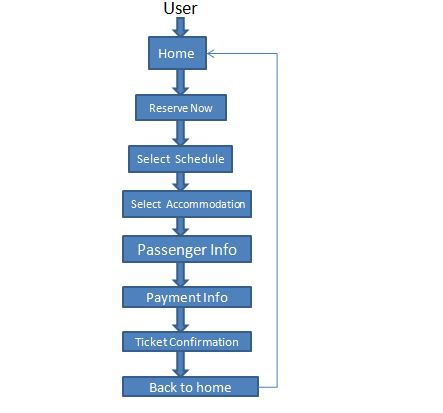 User
Home
Reserve Now
Select Schedule
Select Accommodation
Passenger Info
Payment Info
Ticket Confirmation
Back to home